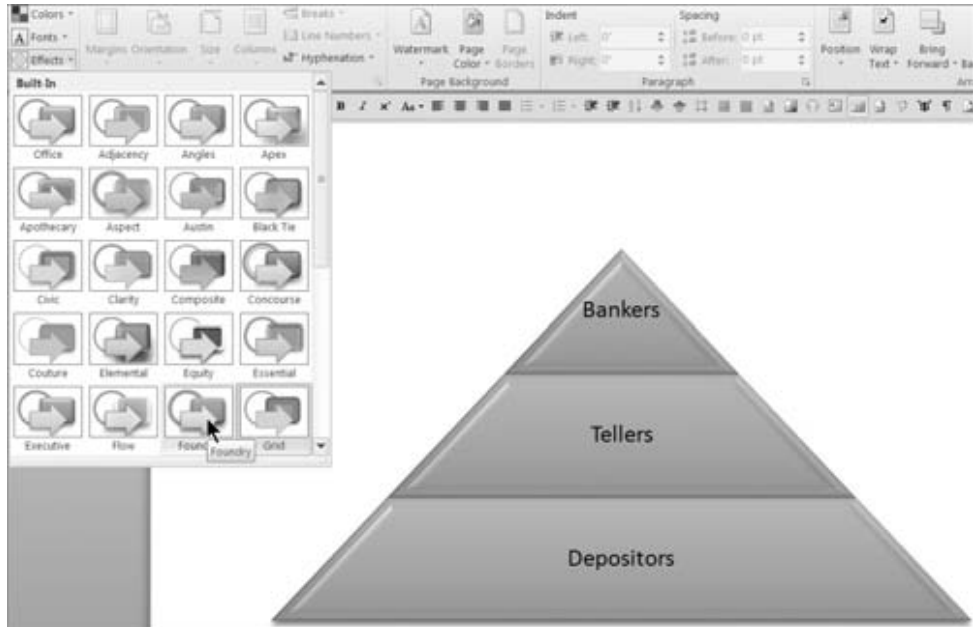 Colors
Breaks
Indent
Spacing
A Fonts
Line Numbers
Left: 0"
Before: 0 pt
Effects
Margins Orientation Size Columns
Hyphenation
Watermark Page Color Page Borders
Right: 0"
After: 0 pt
Position Wrap Text Bring Forward
Page Background
Paragraph
Built-In
Office Adjacency Angles Apex
Apothecary Aspect Austin Black Tie
Civic Clarity Composite Concourse
Couture Elemental Equity Essential
Executive Flow Grid
Foundry
Bankers
Tellers
Depositors